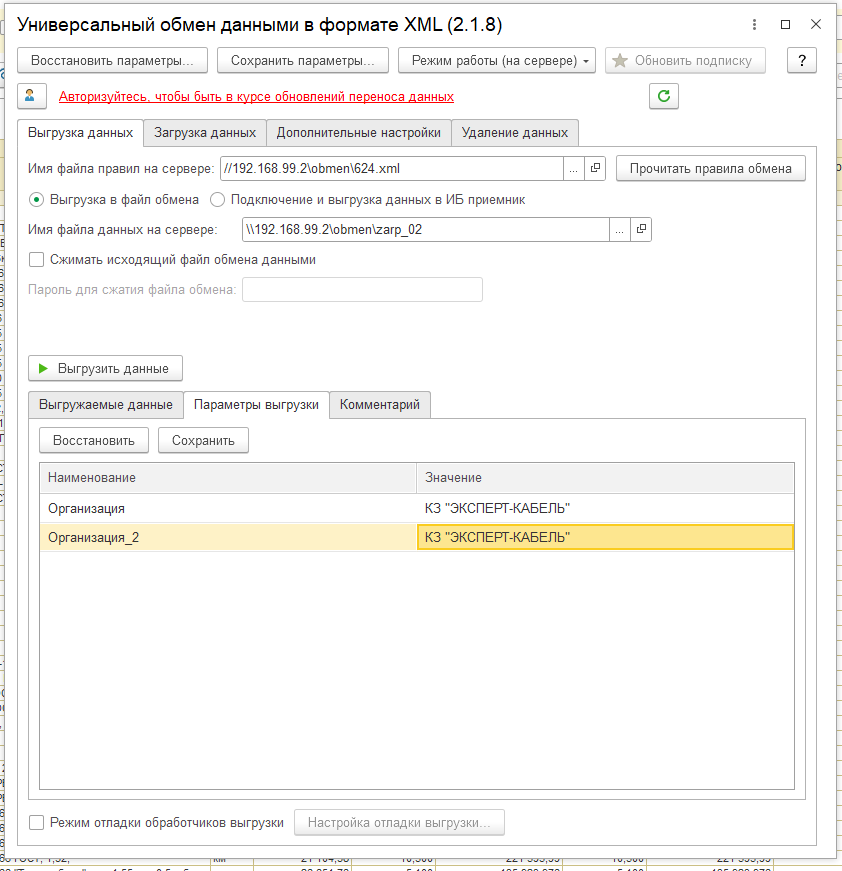 Универсальный обмен данными в формате XML (2.1.8)
Восстановить параметры... Сохранить параметры... Режим работы (на сервере) Обновить подписку ?
Авторизуйтесь, чтобы быть в курсе обновлений переноса данных
Выгрузка данных Загрузка данных Дополнительные настройки Удаление данных
Имя файла правил на сервере: //192.168.99.2\obmen\624.xml ... Прочитать правила обмена
Выгрузка в файл обмена Подключение и выгрузка данных в ИБ приемник
Имя файла данных на сервере: \\192.168.99.2\obmen\zarp_02 ...
Сжимать исходящий файл обмена данными
Пароль для сжатия файла обмена:
Выгрузить данные
Выгружаемые данные Параметры выгрузки Комментарий
Восстановить Сохранить
Наименование Значение
Организация КЗ "ЭКСПЕРТ-КАБЕЛЬ"
Организация_2 КЗ "ЭКСПЕРТ-КАБЕЛЬ"
Режим отладки обработчиков выгрузки Настройка отладки выгрузки...